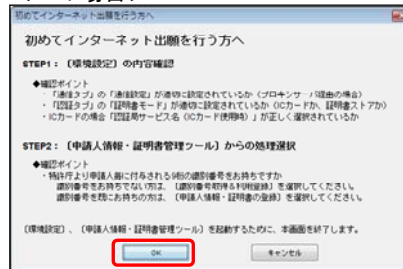 初めてインターネット出願を行う方へ
初めてインターネット出願を行う方へ
STEP1：〔環境設定〕の内容確認
◆確認ポイント
・「通信タブ」の「通信設定」が適切に設定されているか（プロキシサーバ経由の場合）
・「認証タブ」の「証明書モード」が適切に設定されているか（ICカードか、証明書ストアか）
・ICカードの場合「認証局サービス名（ICカード使用時）」が正しく選択されているか
STEP2：〔申請人情報・証明書管理ツール〕からの処理選択
◆確認ポイント
・特許庁より申請人毎に付与される9桁の識別番号をお持ちですか
識別番号をお持ちでない方は、〔識別番号取得&利用登録〕を選択してください。
識別番号を既にお持ちの方は、〔申請人情報・証明書の登録〕を選択してください。
〔環境設定〕、〔申請人情報・証明書管理ツール〕を起動するために、本画面を終了します。
OK
キャンセル